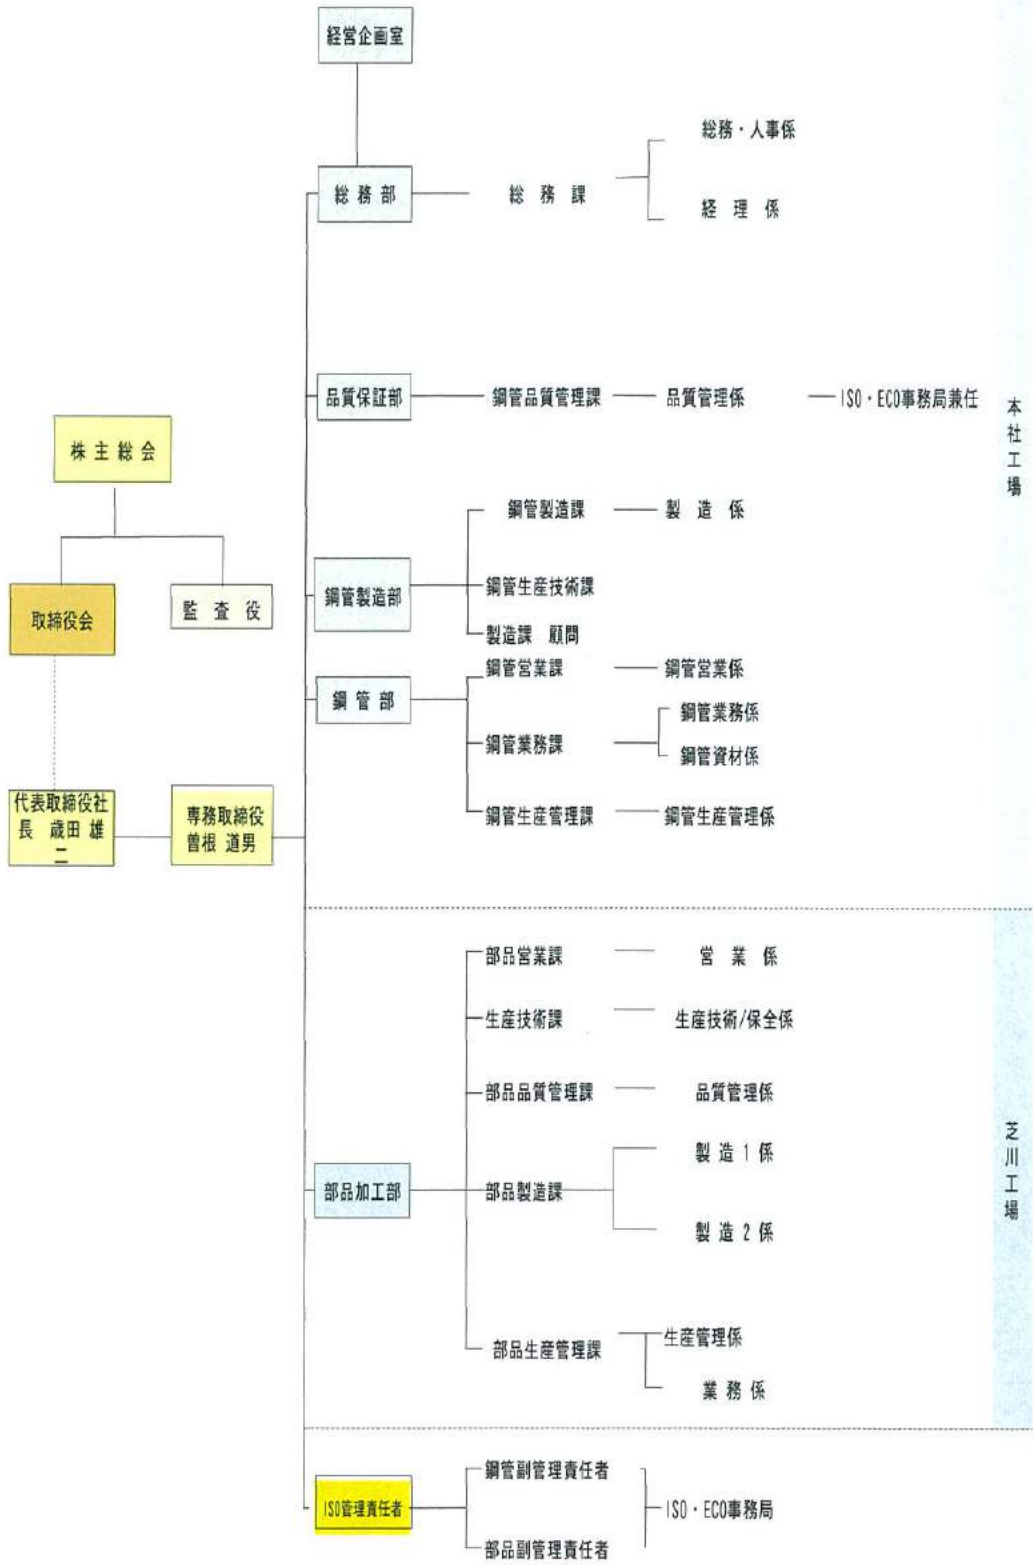 経営企画室
総務・人事係
総務部
総務課
経理係
品質保証部
鋼管品質管理課
品質管理係
ISO・ECO事務局兼任
本社工場
株主総会
鋼管製造課
製造係
鋼管製造部
鋼管生産技術課
製造課 顧問
取締役会
監査役
鋼管部
鋼管営業課
鋼管営業係
鋼管業務課
鋼管業務係
鋼管資材係
鋼管生産管理課
鋼管生産管理係
代表取締役社
長 歳田 雄
二
専務取締役
曽根 道男
部品営業課
営業係
生産技術課
生産技術/保全係
部品品質管理課
品質管理係
芝川工場
部品加工部
部品製造課
製造1係
製造2係
部品生産管理課
生産管理係
業務係
ISO管理責任者
鋼管副管理責任者
部品副管理責任者
ISO・ECO事務局